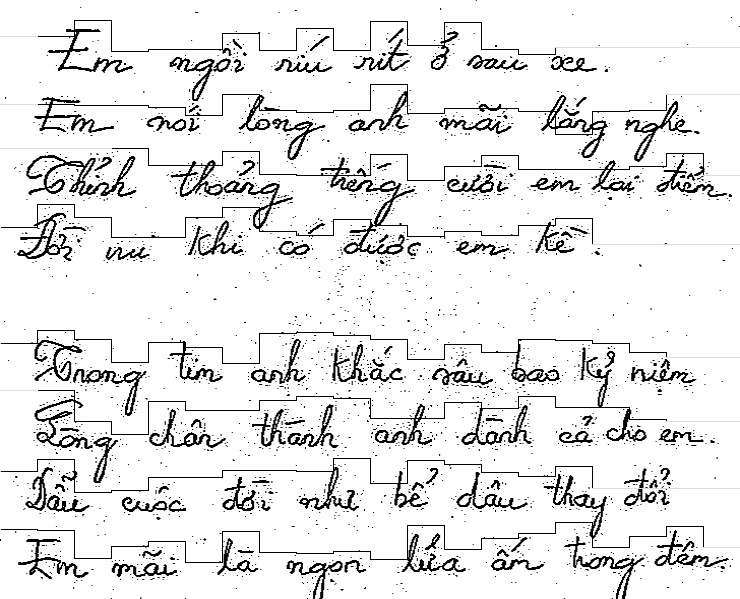 Em ngồi ríu rít ở sau xe.
Em nói lòng anh mãi lắng nghe.
Thỉnh thoảng tiếng cười em lại điểm.
Đời vui khi có được em kề.
Trong tim anh khắc sâu bao kỷ niệm
Lòng chân thành anh dành cả cho em.
Dẫu cuộc đời như bể dâu thay đổi
Em mãi là ngọn lửa ấm trong đêm.